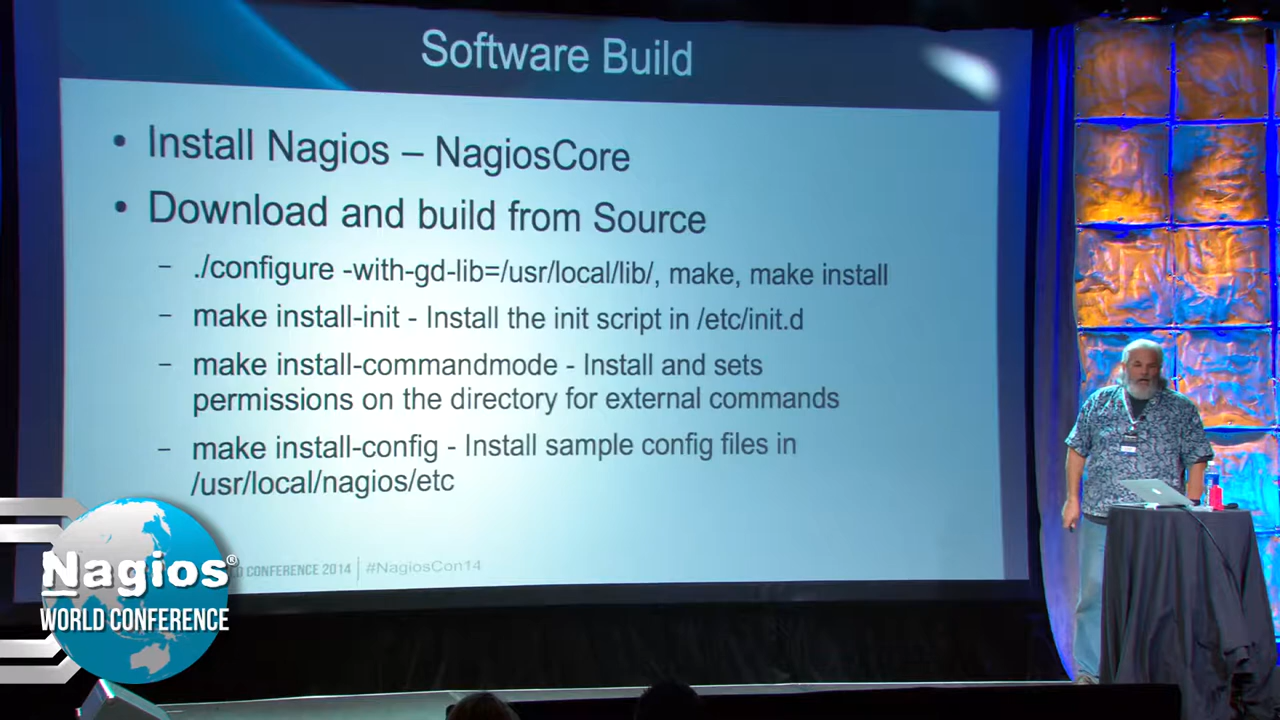 Software Build
• Install Nagios – NagiosCore
• Download and build from Source
– ./configure -with-gd-lib=/usr/local/lib/, make, make install
– make install-init - Install the init script in /etc/init.d
– make install-commandmode - Install and sets
permissions on the directory for external commands
– make install-config - Install sample config files in
/usr/local/nagios/etc
CONFERENCE 2014 | #NagiosCon14
Nagios®
WORLD CONFERENCE